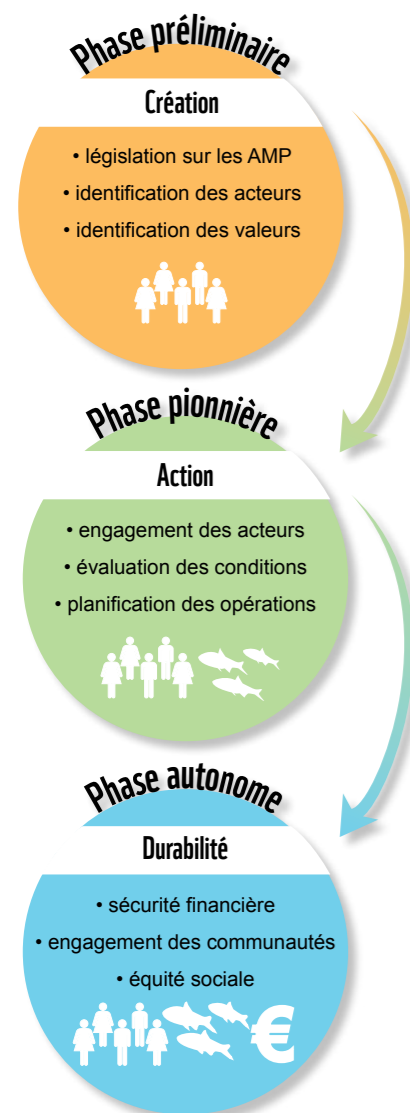 Phase préliminaire
Création
• législation sur les AMP
• identification des acteurs
• identification des valeurs
Phase pionnière
Action
• engagement des acteurs
• évaluation des conditions
• planification des opérations
Phase autonome
Durabilité
• sécurité financière
• engagement des communautés
• équité sociale
€